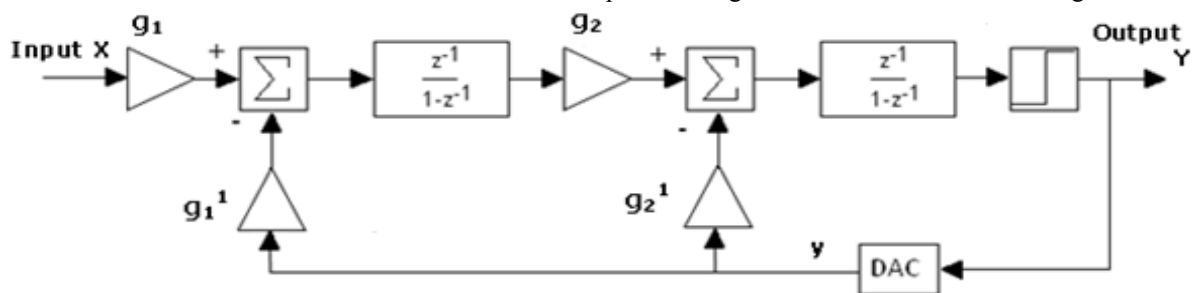 g₁
g₂
Input X
Output
Y
+
Σ
z⁻¹
1-z⁻¹
+
Σ
z⁻¹
1-z⁻¹
-
-
g₁¹
g₂¹
y
DAC